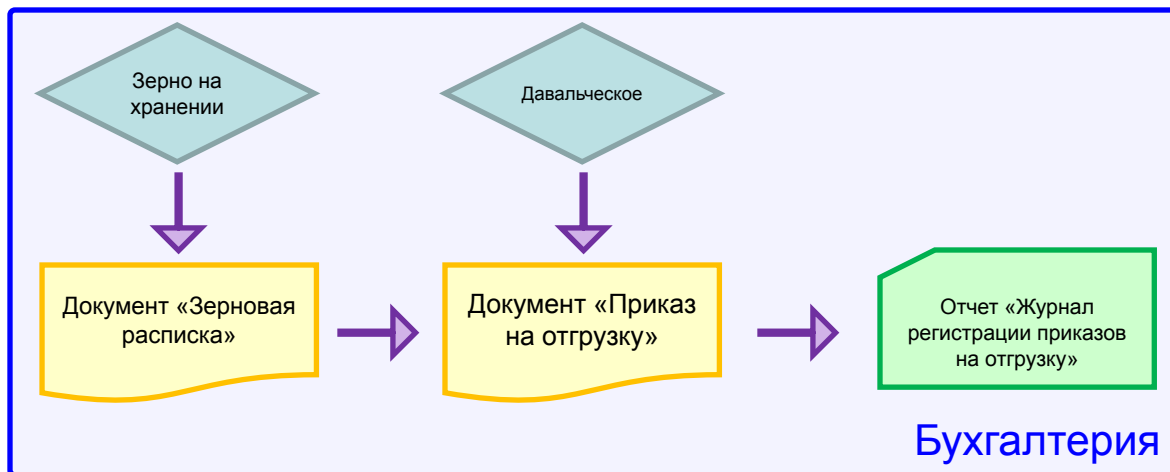 Зерно на
хранении
Давальческое
Документ «Зерновая
расписка»
Документ «Приказ
на отгрузку»
Отчет «Журнал
регистрации приказов
на отгрузку»
Бухгалтерия